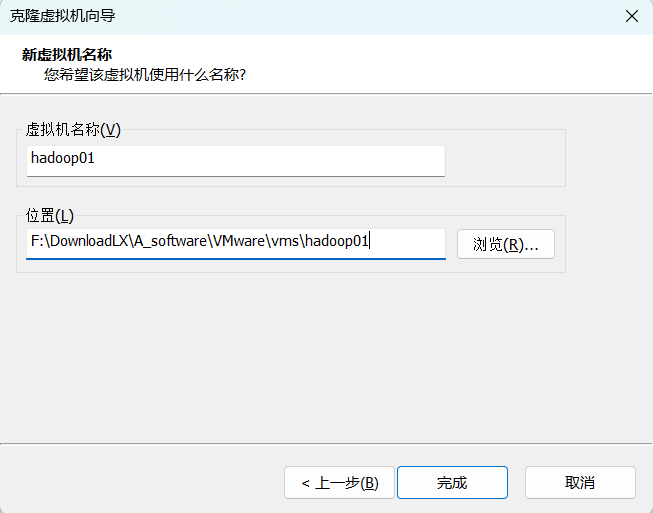 克隆虚拟机向导
新虚拟机名称
您希望该虚拟机使用什么名称?
虚拟机名称(V)
hadoop01
位置(L)
F:\DownloadLX\A_software\VMware\vms\hadoop01
浏览(R)...
< 上一步(B)
完成
取消